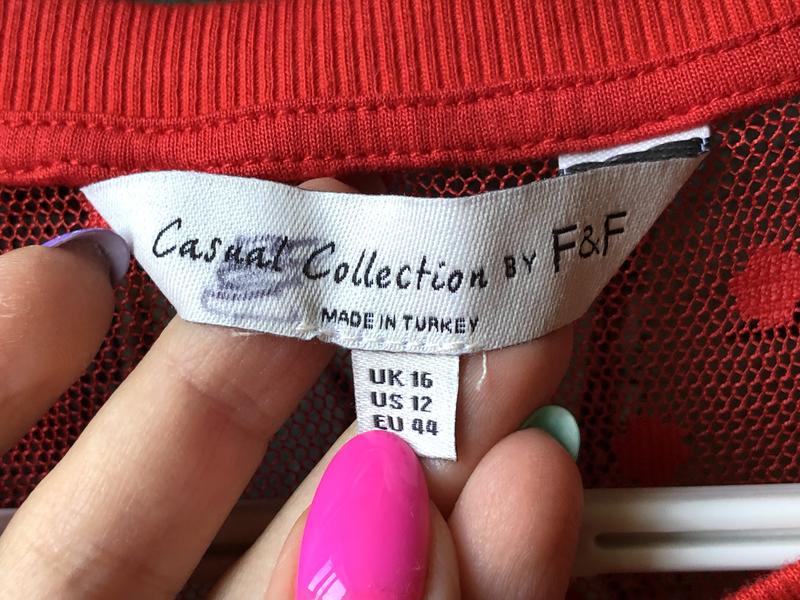 Casual Collection BY F&F
MADE IN TURKEY
UK 16
US 12
EU 44